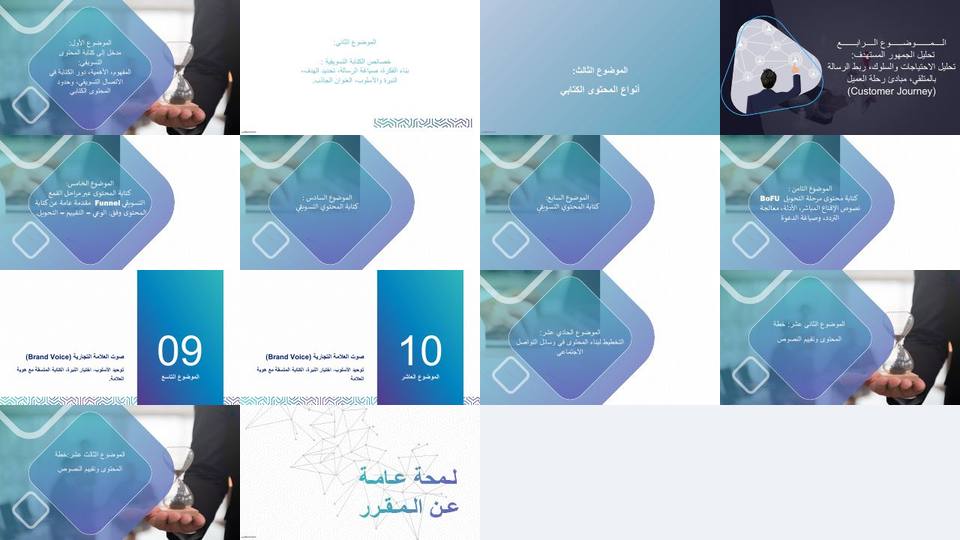 الموضوع الأول:
مدخل إلى كتابة المحتوى
التسويقي:
المفهوم، الأهمية، دور الكتابة في
الاتصال التسويقي، وحدود
المحتوى الكتابي
الموضوع الثاني:
خصائص الكتابة التسويقية :
بناء الفكرة، صياغة الرسالة، تحديد الهدف،
النبرة والأسلوب، العنوان الجاذب.
الموضوع الثالث:
أنواع المحتوى الكتابي
الـــمـــوضـــوع الـــرابـــع
تحليل الجمهور المستهدف:
تحليل الاحتياجات والسلوك، ربط الرسالة
بالمتلقي، مبادئ رحلة العميل
(Customer Journey)
الموضوع الخامس:
كتابة المحتوى عبر مراحل القمع
التسويقي Funnel مقدمة عامة عن كتابة
المحتوى وفق: الوعي – التقييم – التحويل.
الموضوع السادس :
كتابة المحتوى التسويقي
الموضوع السابع:
كتابة المحتوى التسويقي
الموضوع الثامن :
كتابة محتوى مرحلة التحويل BoFU
نصوص الإقناع المباشر، الأدلة، معالجة
التردد، وصياغة الدعوة
09
الموضوع التاسع
صوت العلامة التجارية (Brand Voice)
توحيد الأسلوب، اختيار النبرة، الكتابة المتسقة مع هوية
العلامة.
10
الموضوع العاشر
صوت العلامة التجارية (Brand Voice)
توحيد الأسلوب، اختيار النبرة، الكتابة المتسقة مع هوية
العلامة
الموضوع الحادي عشر:
التخطيط لبناء المحتوى في وسائل التواصل
الاجتماعي
الموضوع الثاني عشر: خطة
المحتوى وتقييم النصوص
الموضوع الثالث عشر: خطة
المحتوى وتقييم النصوص
لمحة عامة
عن المقرر